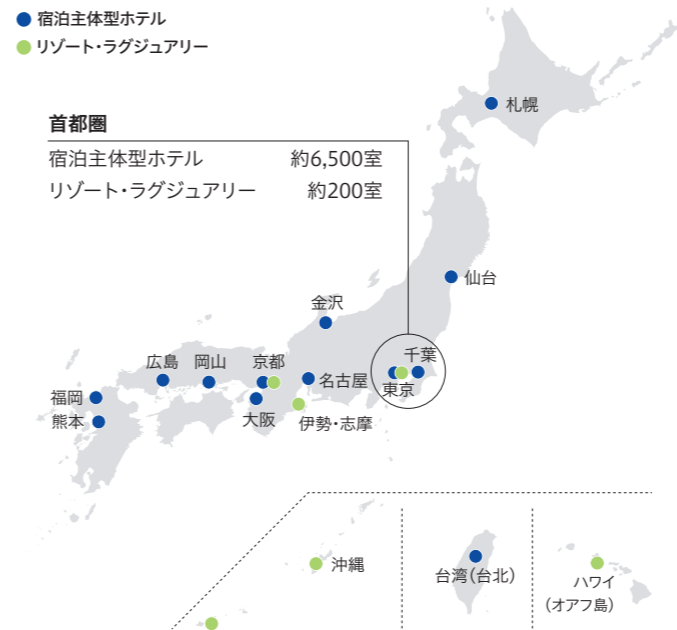 宿泊主体型ホテル
リゾート・ラグジュアリー
首都圏
宿泊主体型ホテル 約6,500室
リゾート・ラグジュアリー 約200室
札幌
仙台
金沢
千葉
東京
広島
岡山
京都
名古屋
福岡
熊本
大阪
伊勢・志摩
沖縄
台湾(台北)
ハワイ
(オアフ島)